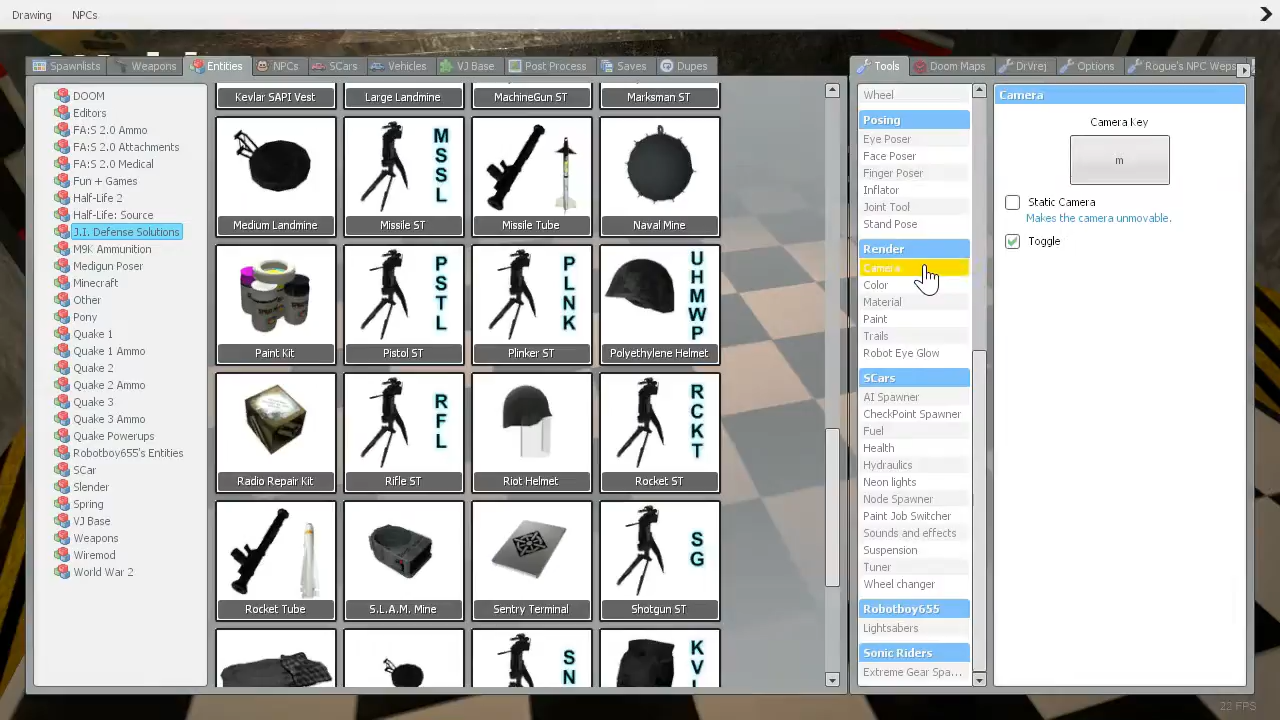 Drawing NPCs
Spawnlists Weapons Entities NPCs SCars Vehicles VJ Base Post Process Saves Dupes
DOOM
Editors
FA:S 2.0 Ammo
FA:S 2.0 Attachments
FA:S 2.0 Medical
Fun + Games
Half-Life 2
Half-Life: Source
J.I. Defense Solutions
M9K Ammunition
Medigun Poser
Minecraft
Other
Pony
Quake 1
Quake 1 Ammo
Quake 2
Quake 2 Ammo
Quake 3
Quake 3 Ammo
Quake Powerups
Robotboy655's Entities
SCar
Slender
Spring
VJ Base
Weapons
Wiremod
World War 2
Kevlar SAPI Vest Large Landmine MachineGun ST Marksman ST
MSSL
Medium Landmine Missile ST Missile Tube Naval Mine
PSTL PLNK UHMWP
Paint Kit Pistol ST Plinker ST Polyethylene Helmet
RFL RCKT
Radio Repair Kit Rifle ST Riot Helmet Rocket ST
SG
Rocket Tube S.L.A.M. Mine Sentry Terminal Shotgun ST
SN KV
Tools Doom Maps DrVrej Options Rogue's NPC Weps
Wheel
Posing
Eye Poser
Face Poser
Finger Poser
Inflator
Joint Tool
Stand Pose
Render
Camera
Color
Material
Paint
Trails
Robot Eye Glow
SCars
AI Spawner
CheckPoint Spawner
Fuel
Health
Hydraulics
Neon lights
Node Spawner
Paint Job Switcher
Sounds and effects
Suspension
Tuner
Wheel changer
Robotboy655
Lightsabers
Sonic Riders
Extreme Gear Spa...
Camera
Camera Key
m
Static Camera
Makes the camera unmovable.
Toggle
22 FPS